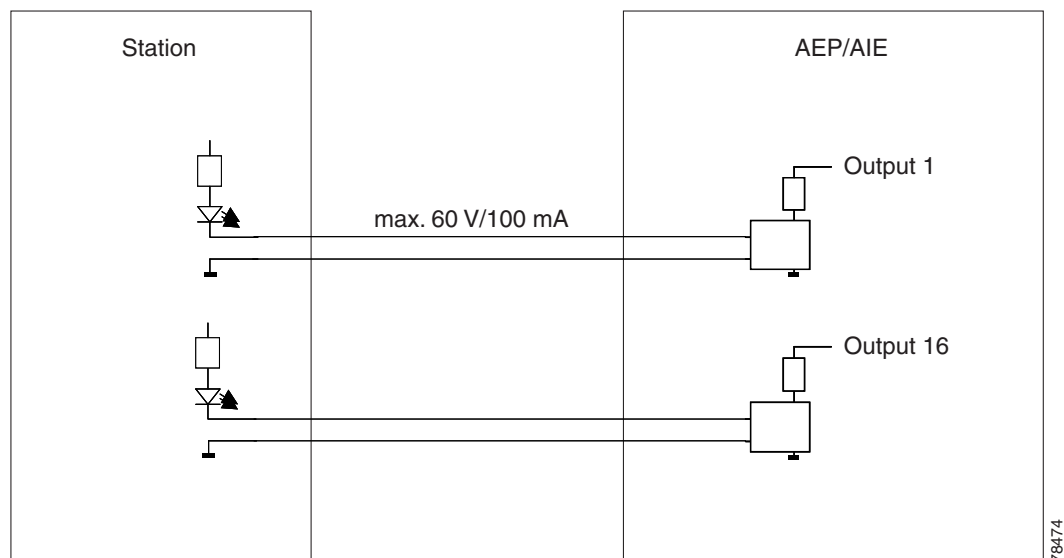 Station
AEP/AIE
Output 1
max. 60 V/100 mA
Output 16
78474